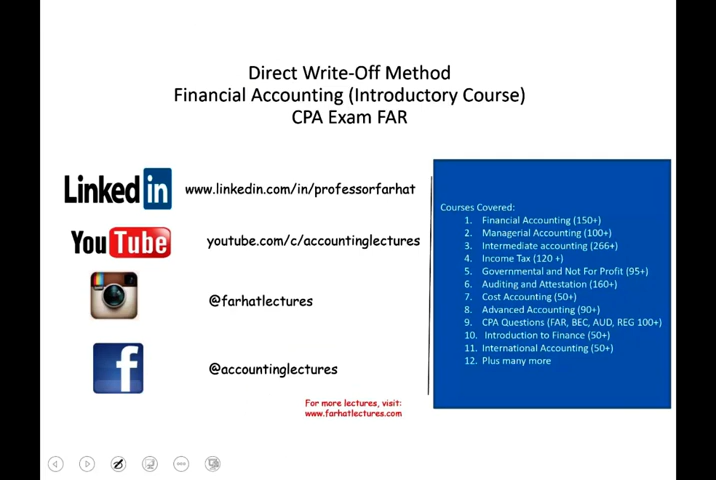 Direct Write-Off Method
Financial Accounting (Introductory Course)
CPA Exam FAR
Linked in
www.linkedin.com/in/professorfarhat
YouTube
youtube.com/c/accountinglectures
@farhatlectures
f
@accountinglectures
For more lectures, visit:
www.farhatlectures.com
Courses Covered:
1. Financial Accounting (150+)
2. Managerial Accounting (100+)
3. Intermediate accounting (266+)
4. Income Tax (120 +)
5. Governmental and Not For Profit (95+)
6. Auditing and Attestation (160+)
7. Cost Accounting (50+)
8. Advanced Accounting (90+)
9. CPA Questions (FAR, BEC, AUD, REG 100+)
10. Introduction to Finance (50+)
11. International Accounting (50+)
12. Plus many more